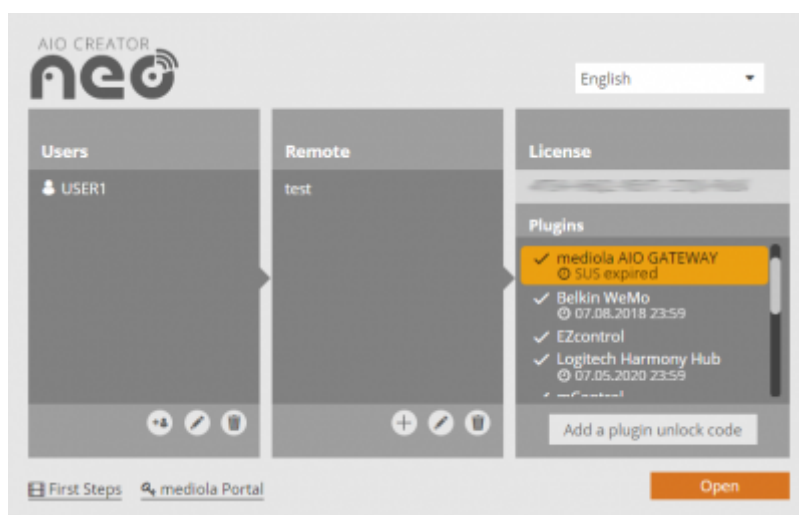 AIO CREATOR
neo
English
Users
Remote
License
USER1
test
Plugins
mediola AIO GATEWAY
SUS expired
Belkin WeMo
07.08.2018 23:59
EZcontrol
Logitech Harmony Hub
07.05.2020 23:59
Add a plugin unlock code
First Steps
mediola Portal
Open